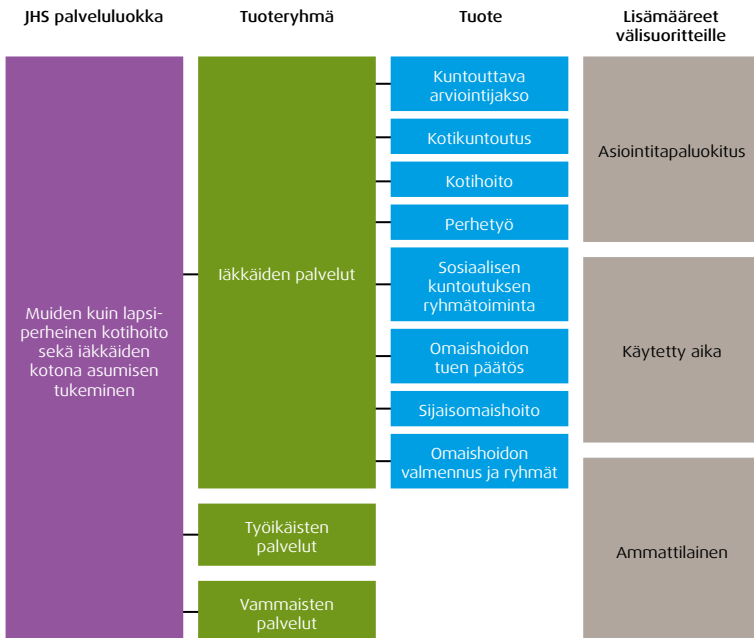 JHS palveluluokka
Tuoteryhmä
Tuote
Lisämääreet
välisuoritteille
Muiden kuin lapsi-
perheinen kotihoito
sekä iäkkäiden
kotona asumisen
tukeminen
Iäkkäiden palvelut
Työikäisten
palvelut
Vammaisten
palvelut
Kuntouttava
arviointijakso
Kotikuntoutus
Kotihoito
Perhetyö
Sosiaalisen
kuntoutuksen
ryhmätoiminta
Omaishoidon
tuen päätös
Sijaisomaishoito
Omaishoidon
valmennus ja ryhmät
Asiointitapaluokitus
Käytetty aika
Ammattilainen